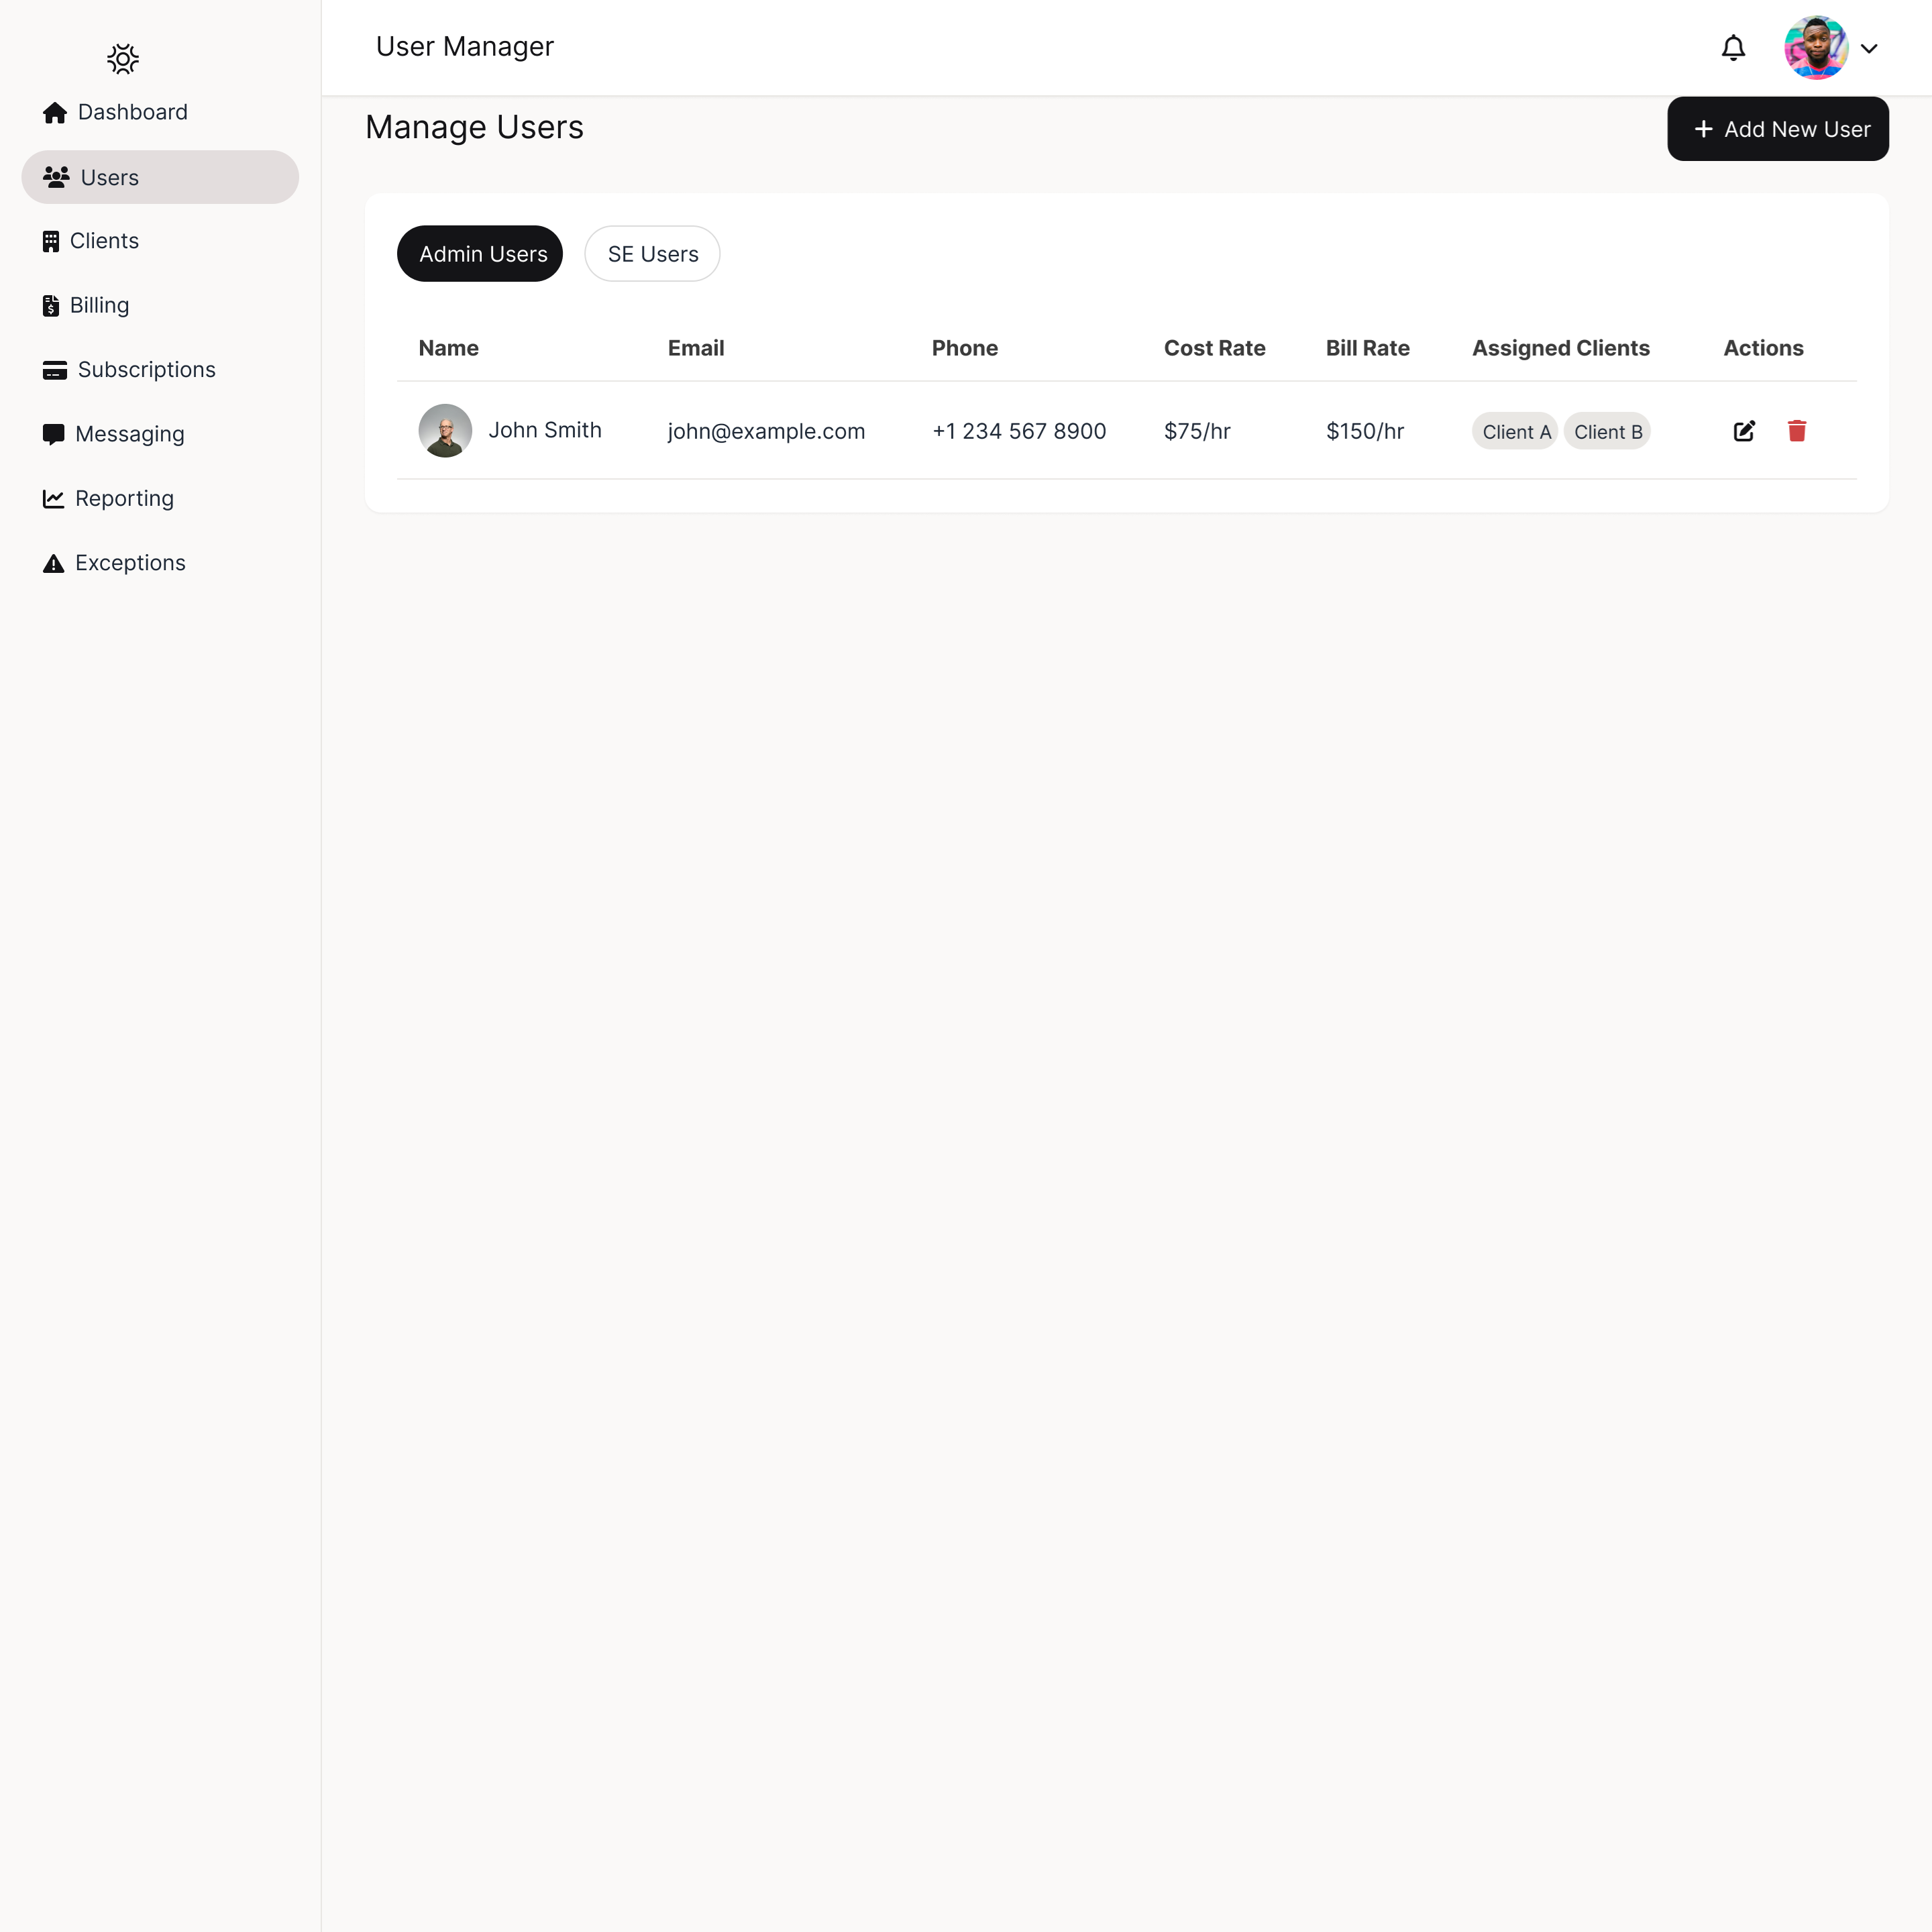 User Manager
Dashboard
Users
Clients
Billing
Subscriptions
Messaging
Reporting
Exceptions
Manage Users
Add New User
Admin Users SE Users
Name Email Phone Cost Rate Bill Rate Assigned Clients Actions
John Smith john@example.com +1 234 567 8900 $75/hr $150/hr Client A Client B